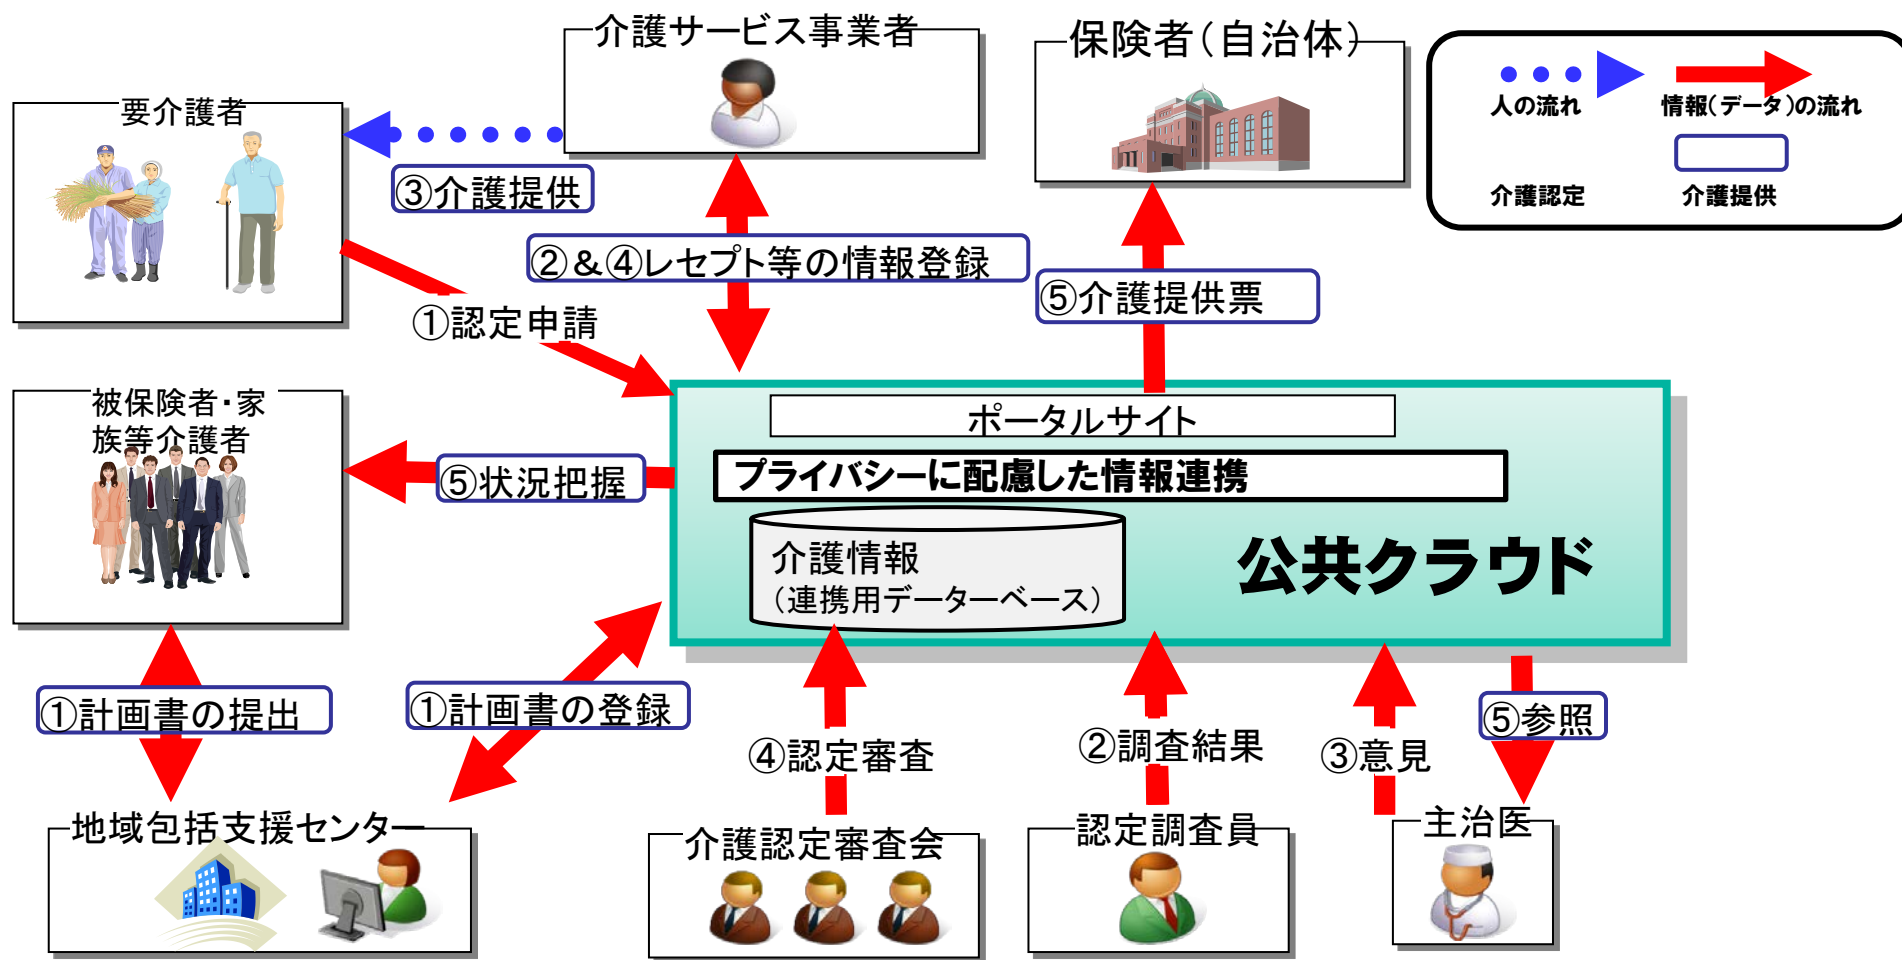 介護サービス事業者
保険者(自治体)
人の流れ
情報(データ)の流れ
介護認定
介護提供
要介護者
③介護提供
②&④レセプト等の情報登録
⑤介護提供票
①認定申請
被保険者・家
族等介護者
⑤状況把握
ポータルサイト
プライバシーに配慮した情報連携
介護情報
(連携用データーベース)
公共クラウド
①計画書の提出
①計画書の登録
④認定審査
②調査結果
③意見
⑤参照
地域包括支援センター
介護認定審査会
認定調査員
主治医